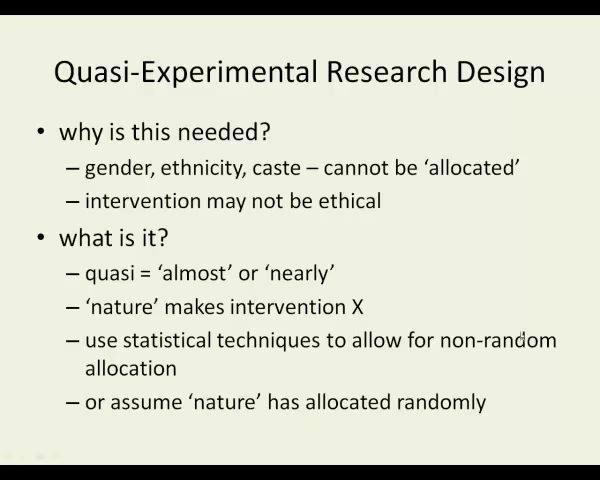 Quasi-Experimental Research Design
• why is this needed?
– gender, ethnicity, caste – cannot be ‘allocated’
– intervention may not be ethical
• what is it?
– quasi = ‘almost’ or ‘nearly’
– ‘nature’ makes intervention X
– use statistical techniques to allow for non-random
allocation
– or assume ‘nature’ has allocated randomly